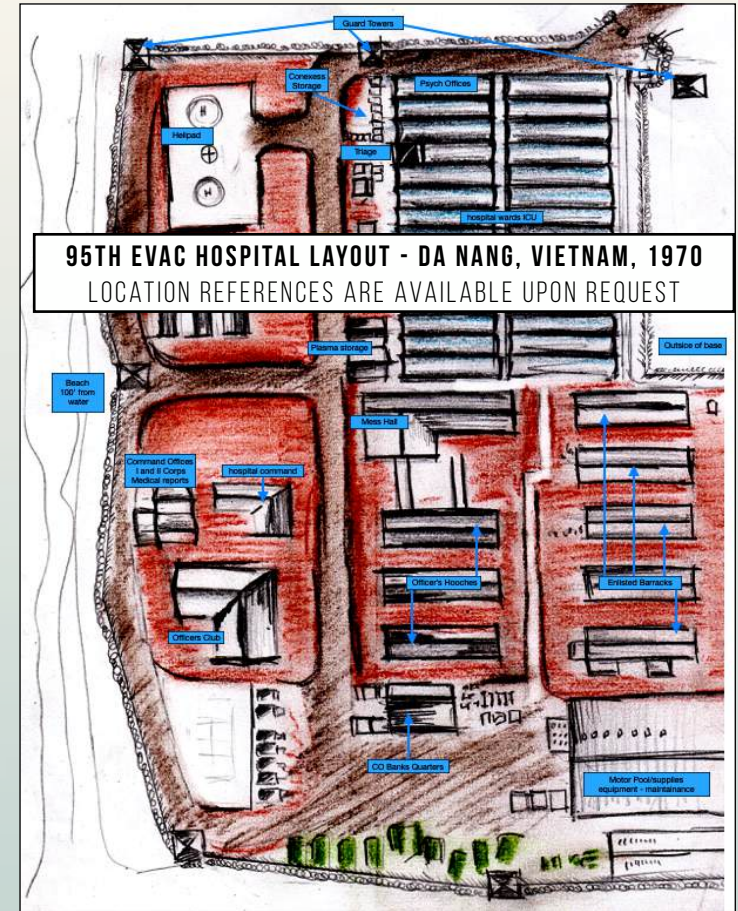 Guard Towers
Conexess
Storage
Psych Offices
Helipad
H
H
Triage
hospital wards ICU
95TH EVAC HOSPITAL LAYOUT - DA NANG, VIETNAM, 1970
LOCATION REFERENCES ARE AVAILABLE UPON REQUEST
Plasma storage
Outside of base
Beach
100' from
water
Mess Hall
Command Offices
I and II Corps
Medical reports
hospital command
Officer's Hooches
Enlisted Barracks
Officers Club
CO Banks Quarters
Motor Pool/supplies
equipment - maintainance